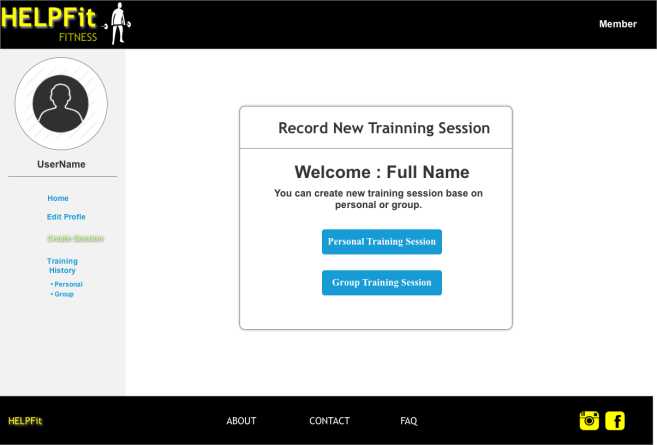 HELPFit
FITNESS
Member
UserName
Home
Edit Profle
Create Session
Training
History
• Personal
• Group
Record New Trainning Session
Welcome : Full Name
You can create new training session base on
personal or group.
Personal Training Session
Group Training Session
HELPFit
ABOUT
CONTACT
FAQ
f